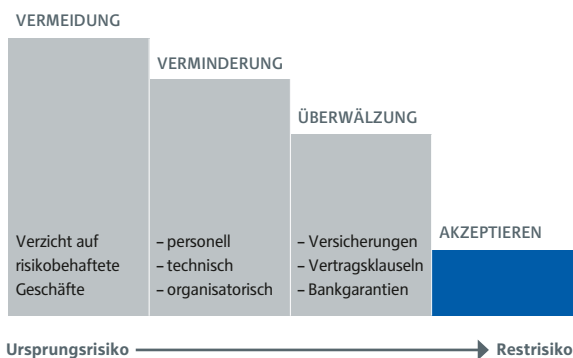 VERMEIDUNG
Verzicht auf
risikobehaftete
Geschäfte
VERMINDERUNG
– personell
– technisch
– organisatorisch
ÜBERWÄLZUNG
– Versicherungen
– Vertragsklauseln
– Bankgarantien
AKZEPTIEREN
Ursprungsrisiko
Restrisiko